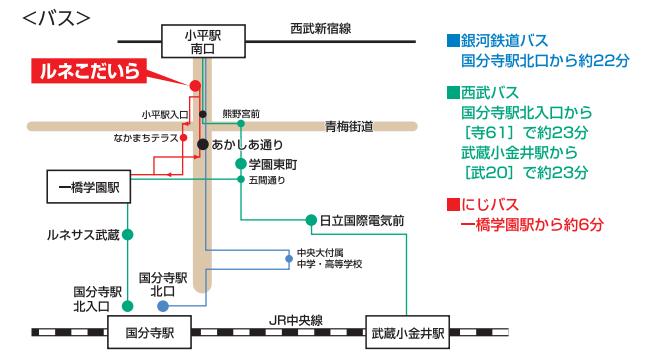 ＜バス＞
西武新宿線
小平駅
南口
ルネこだいら
小平駅入口
熊野宮前
青梅街道
なかまちテラス
あかしあ通り
学園東町
五間通り
一橋学園駅
日立国際電気前
ルネサス武蔵
中央大付属
中学・高等学校
国分寺駅
北口
国分寺駅
北入口
JR中央線
国分寺駅
武蔵小金井駅
■銀河鉄道バス
国分寺駅北口から約22分
■西武バス
国分寺駅北入口から
［寺61］で約23分
武蔵小金井駅から
［武20］で約23分
■にじバス
一橋学園駅から約6分